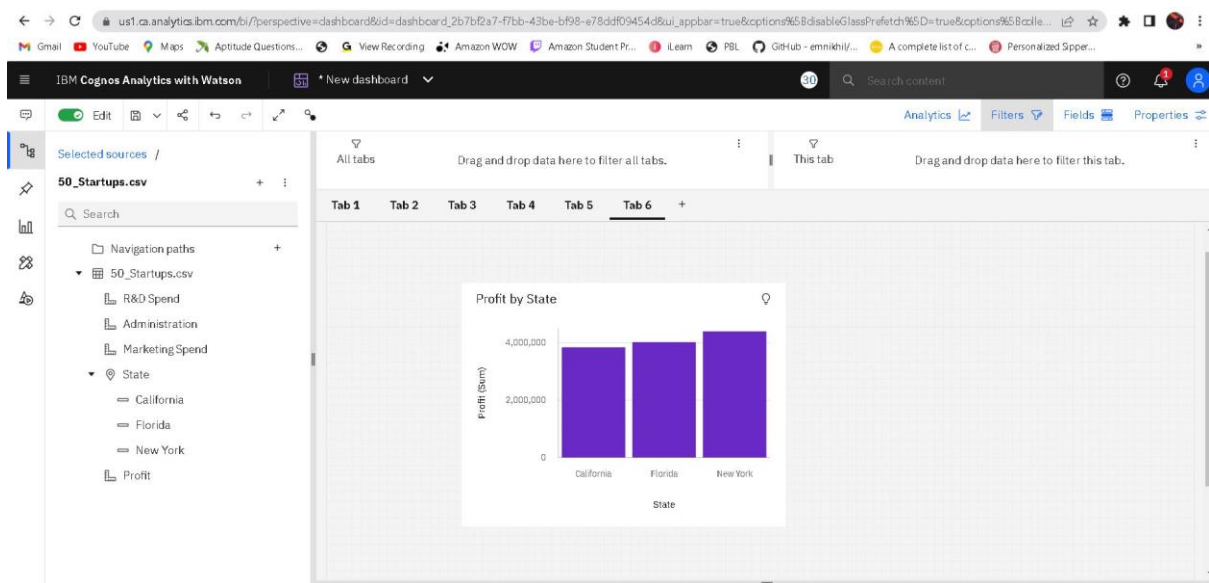 us1.ca.analytics.ibm.com/bi/?perspective=dashboard&id=dashboard_2b7bf2a7-f7bb-43be-bf98-e78ddf09454d&ui_appbar=true&coptions%5BdisableGlassPrefetch%5D=true&coptions%5Bcolle...
Gmail YouTube Maps Aptitude Questions... View Recording Amazon WOW Amazon Student Pr... iLearn PBL GitHub - emnikhil/... A complete list of c... Personalized Sipper... »
IBM Cognos Analytics with Watson * New dashboard 30 Search content 1
Edit Analytics Filters Fields Properties
Selected sources /
50_Startups.csv
Search
Navigation paths
50_Startups.csv
R&D Spend
Administration
Marketing Spend
State
California
Florida
New York
Profit
All tabs Drag and drop data here to filter all tabs.
This tab Drag and drop data here to filter this tab.
Tab 1 Tab 2 Tab 3 Tab 4 Tab 5 Tab 6 +
Profit by State
Profit (Sum)
4,000,000
2,000,000
0
California Florida New York
State